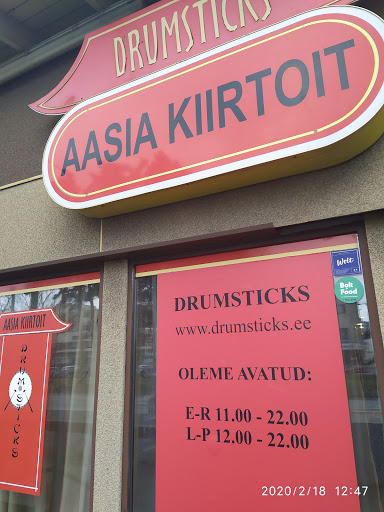 DRUMSTICKS
AASIA KIIRTOIT
AASIA KIIRTOIT
DRUMSTICKS
DRUMSTICKS
www.drumsticks.ee
OLEME AVATUD:
E-R 11.00 - 22.00
L-P 12.00 - 22.00
Wolt
Bolt
Food
2020/2/18 12:47